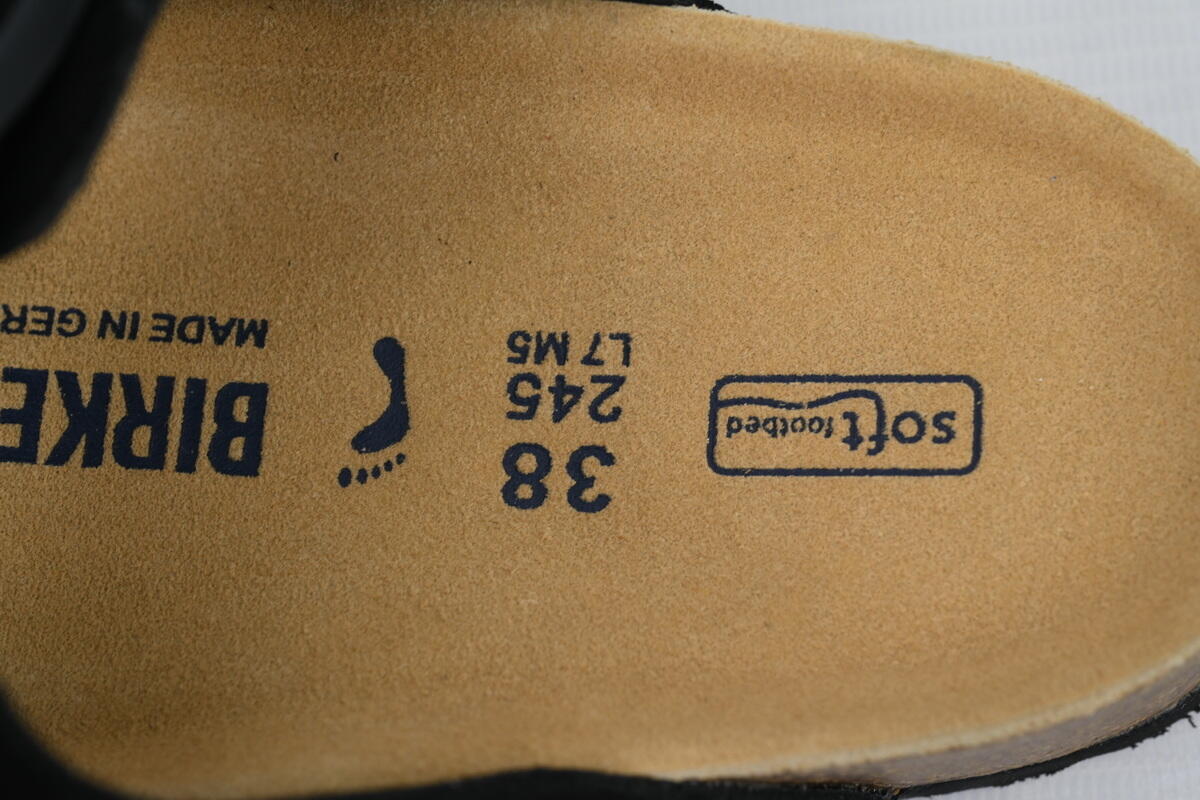 soft footbed
38
245
L7 M5
BIRKE
MADE IN GER